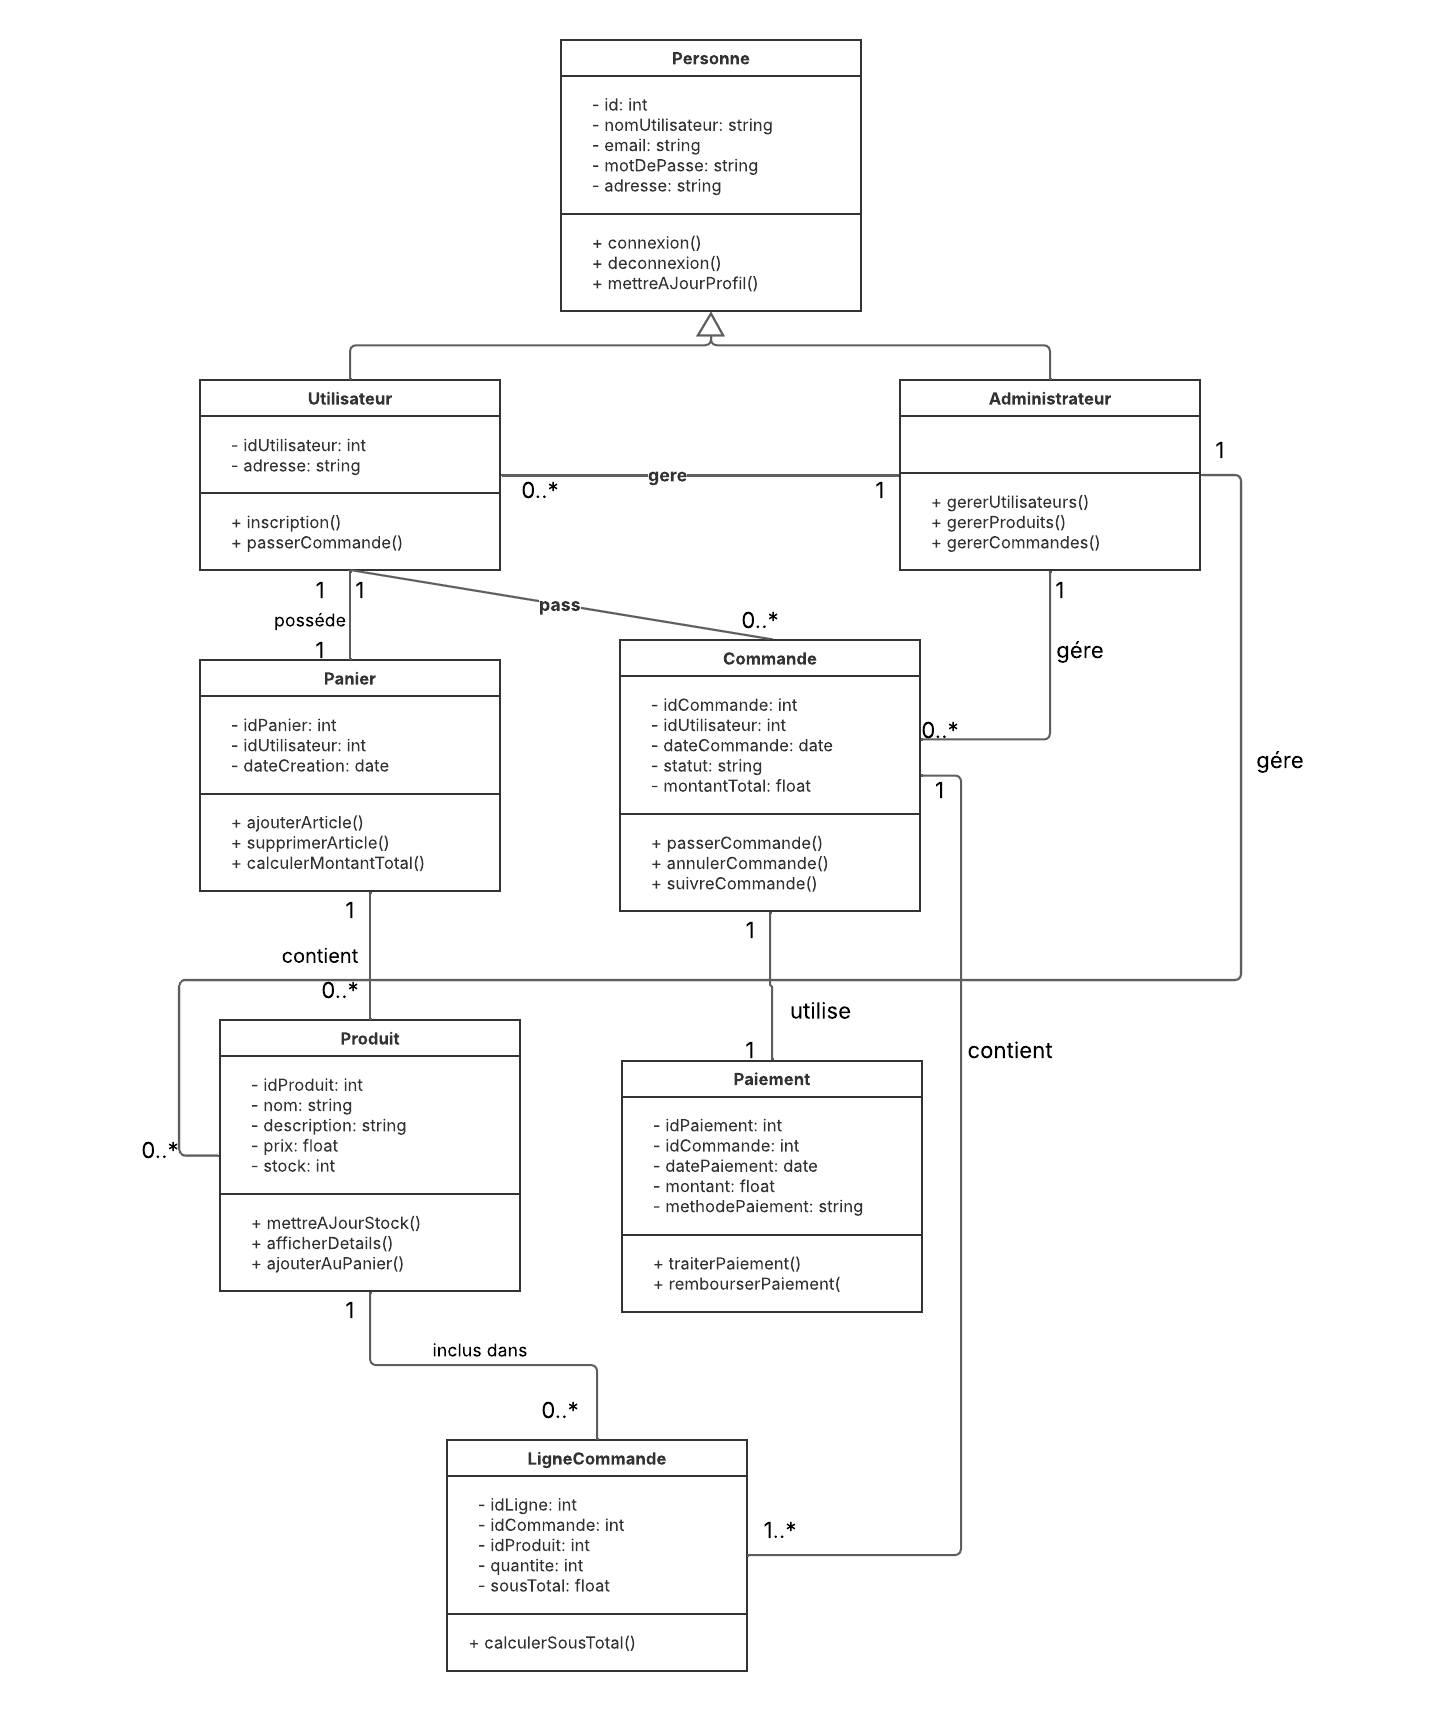 Personne
- id: int
- nomUtilisateur: string
- email: string
- motDePasse: string
- adresse: string
+ connexion()
+ deconnexion()
+ mettreAJourProfil()
Utilisateur
- idUtilisateur: int
- adresse: string
+ inscription()
+ passerCommande()
0..*
gere
1
Administrateur
+ gererUtilisateurs()
+ gererProduits()
+ gererCommandes()
1
1
1
posséde
1
pass
0..*
1
gére
0..*
gére
Panier
- idPanier: int
- idUtilisateur: int
- dateCreation: date
+ ajouterArticle()
+ supprimerArticle()
+ calculerMontantTotal()
Commande
- idCommande: int
- idUtilisateur: int
- dateCommande: date
- statut: string
- montantTotal: float
+ passerCommande()
+ annulerCommande()
+ suivreCommande()
1
1
contient
0..*
1
utilise
1
contient
0..*
Produit
- idProduit: int
- nom: string
- description: string
- prix: float
- stock: int
+ mettreAJourStock()
+ afficherDetails()
+ ajouterAuPanier()
Paiement
- idPaiement: int
- idCommande: int
- datePaiement: date
- montant: float
- methodePaiement: string
+ traiterPaiement()
+ rembourserPaiement(
1
inclus dans
0..*
LigneCommande
- idLigne: int
- idCommande: int
- idProduit: int
- quantite: int
- sousTotal: float
+ calculerSousTotal()
1..*